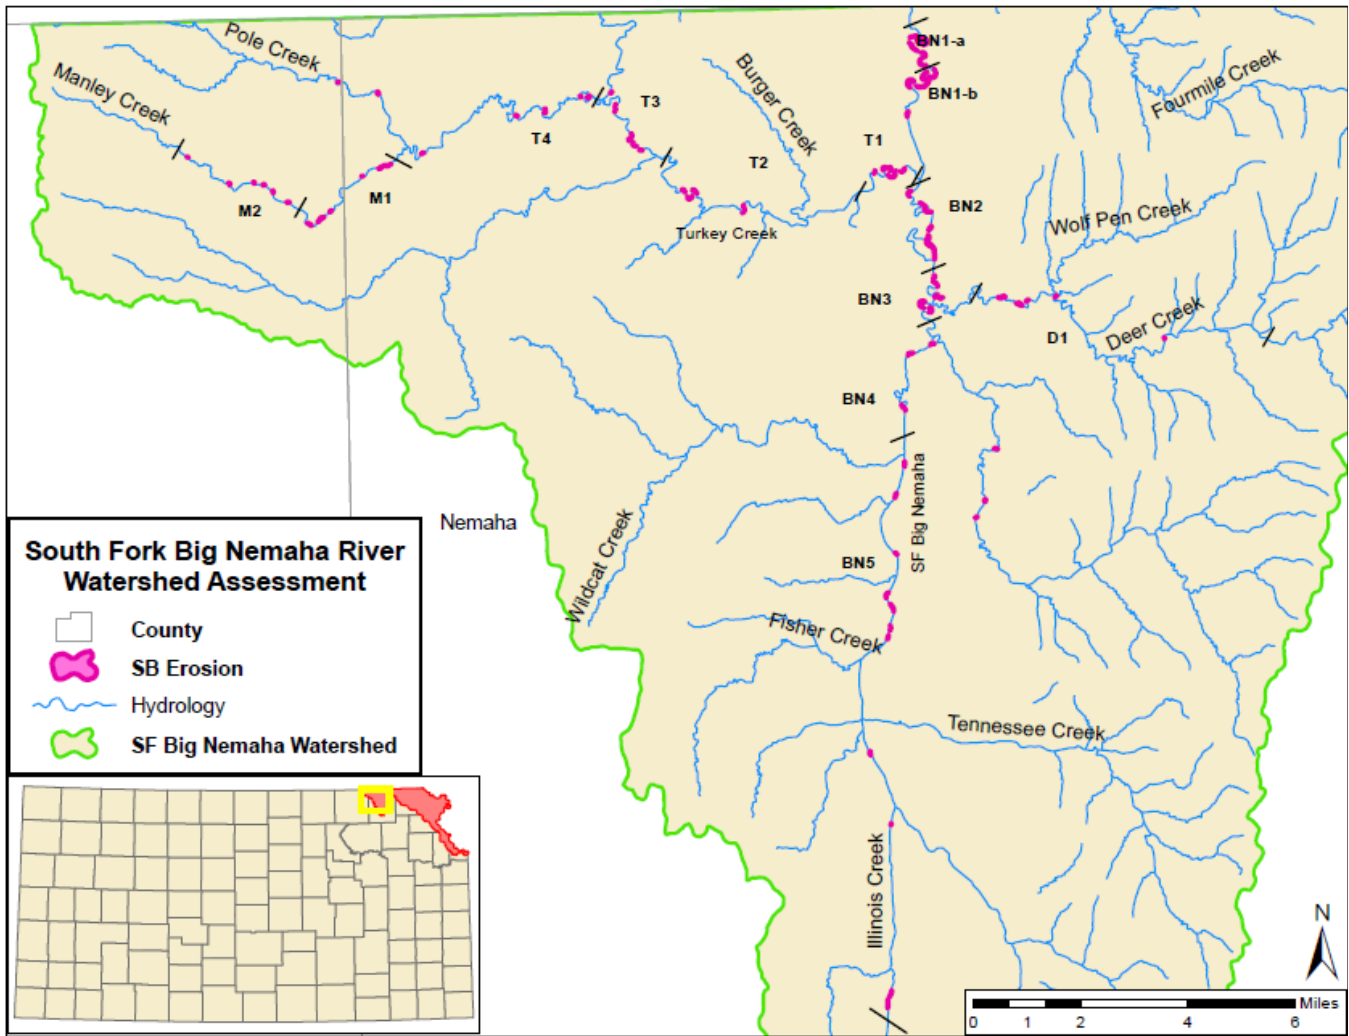 Pole Creek
Manley Creek
M2
M1
T4
T3
Burger Creek
T2
T1
Turkey Creek
BN1-a
BN1-b
Fourmile Creek
BN2
Wolf Pen Creek
BN3
D1
Deer Creek
BN4
SF Big Nemaha
Nemaha
Wildcat Creek
BN5
Fisher Creek
Tennessee Creek
Illinois Creek
South Fork Big Nemaha River
Watershed Assessment
County
SB Erosion
Hydrology
SF Big Nemaha Watershed
N
Miles
0 1 2 4 6